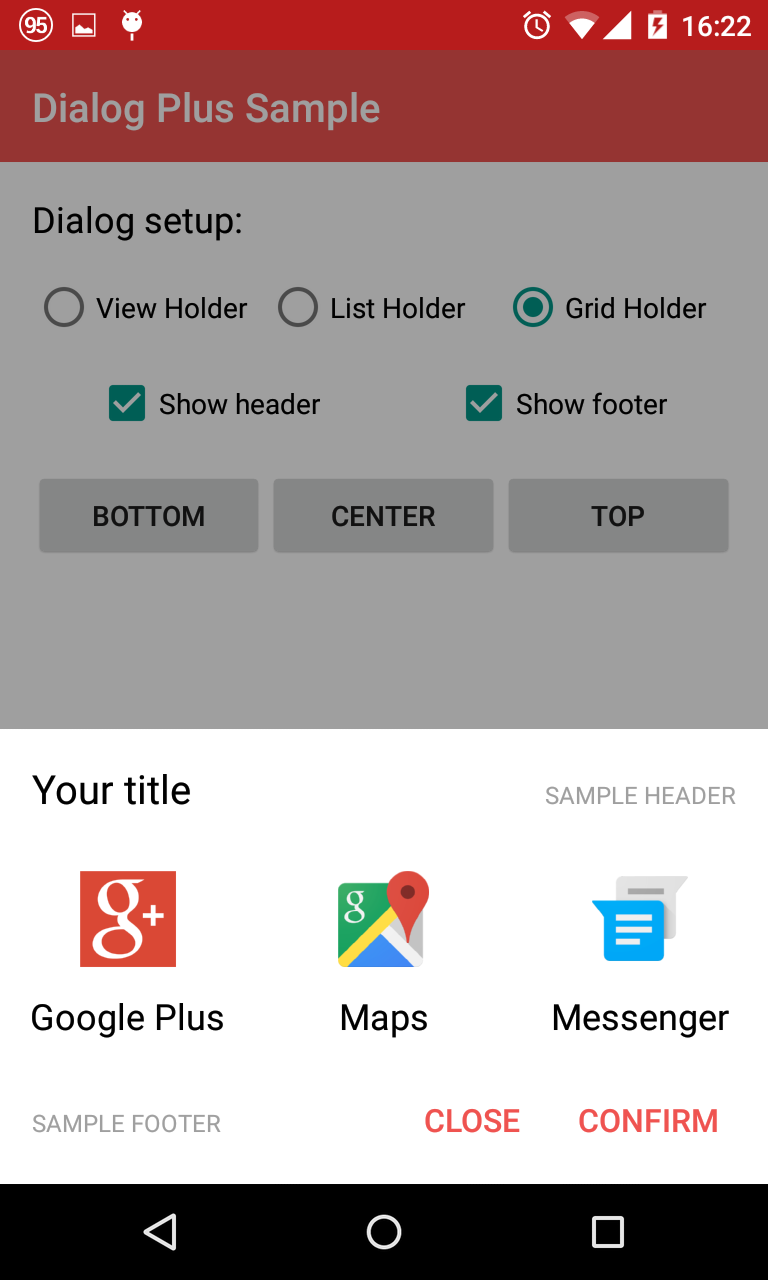 95 16:22
Dialog Plus Sample
Dialog setup:
View Holder List Holder Grid Holder
Show header Show footer
BOTTOM CENTER TOP
Your title SAMPLE HEADER
g+ g
Google Plus Maps Messenger
SAMPLE FOOTER CLOSE CONFIRM